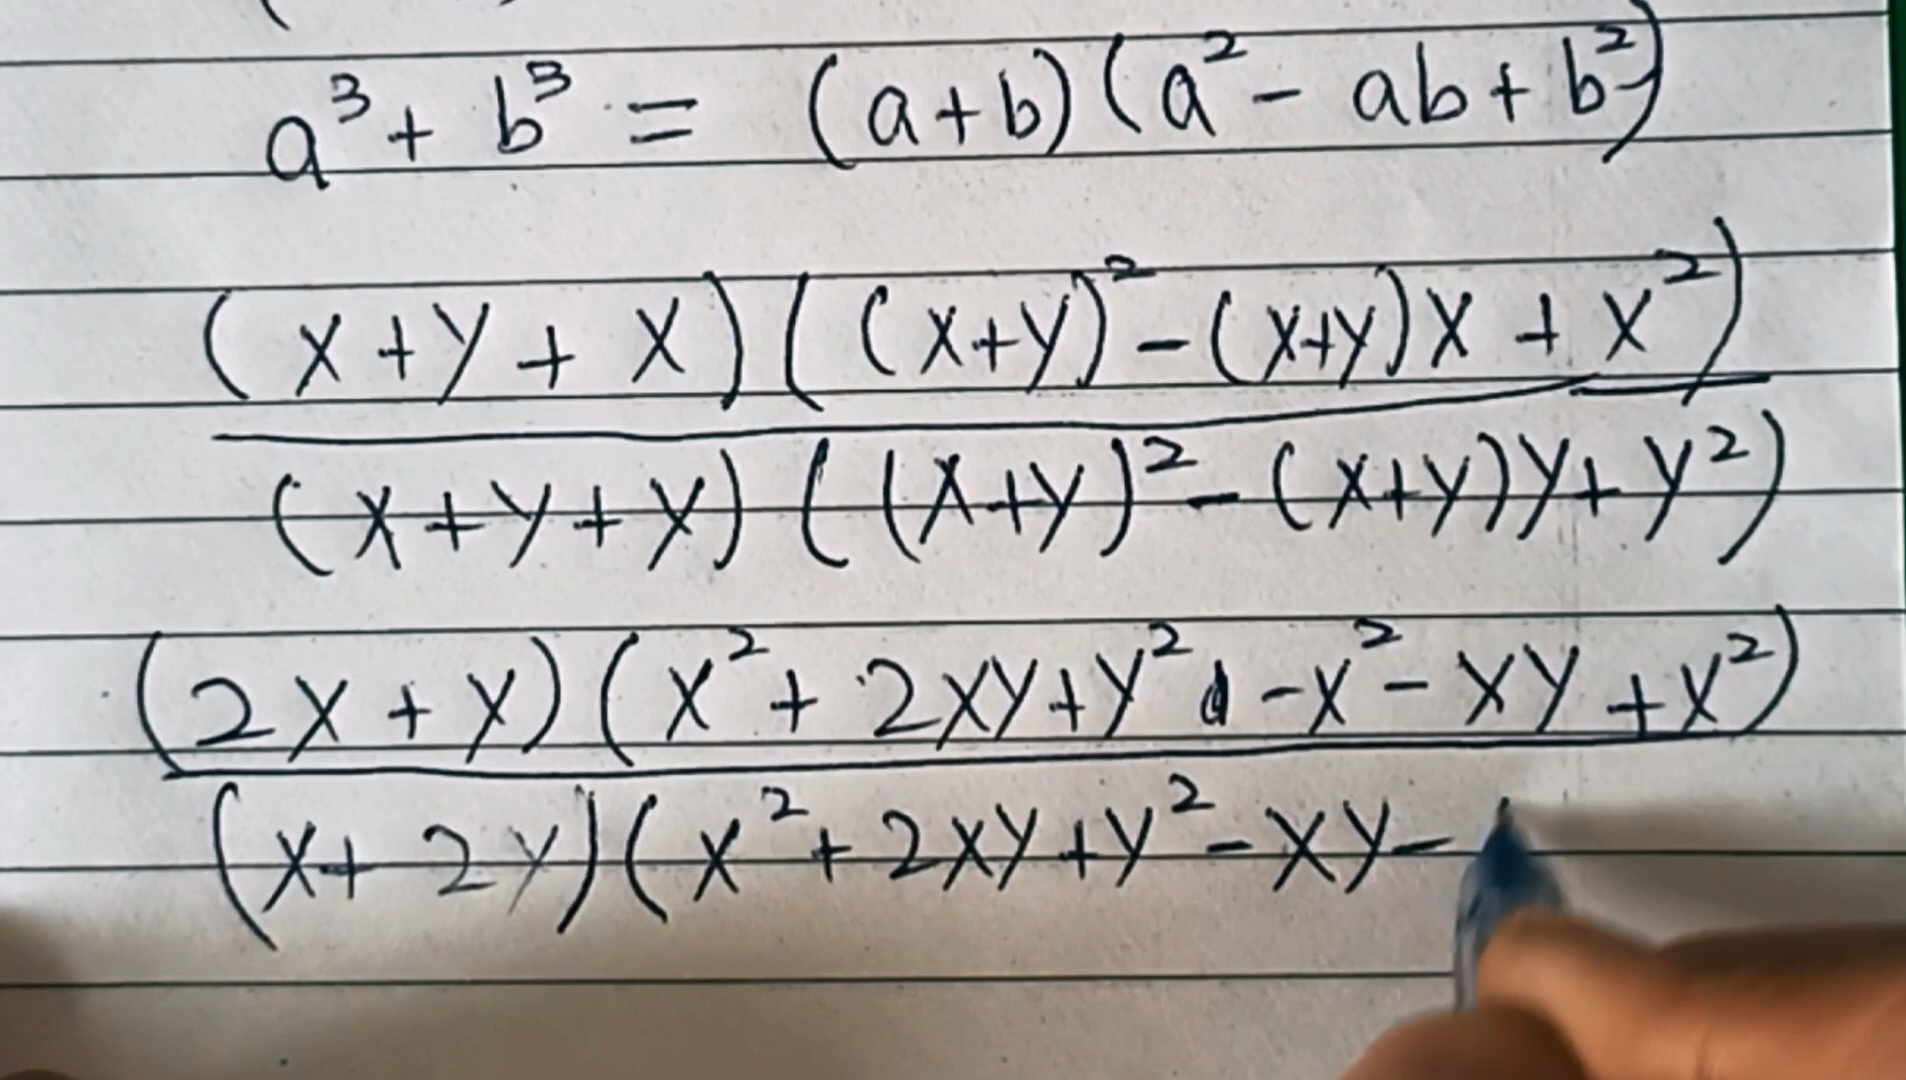 a³ + b³ = (a+b)(a² - ab + b²)
(x+y+x)((x+y)² - (x+y)x + x²)
(x+y+y)((x+y)² - (x+y)y + y²)
(2x+y)(x² + 2xy + y² - x² - xy + x²)
(x+2y)(x² + 2xy + y² - xy -